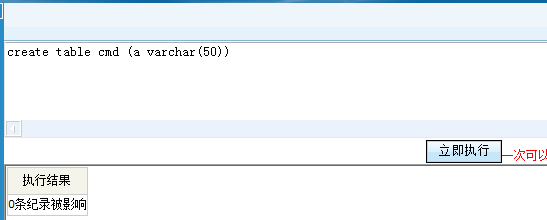 create table cmd (a varchar(50))
立即执行
一次可以
执行结果
0条纪录被影响